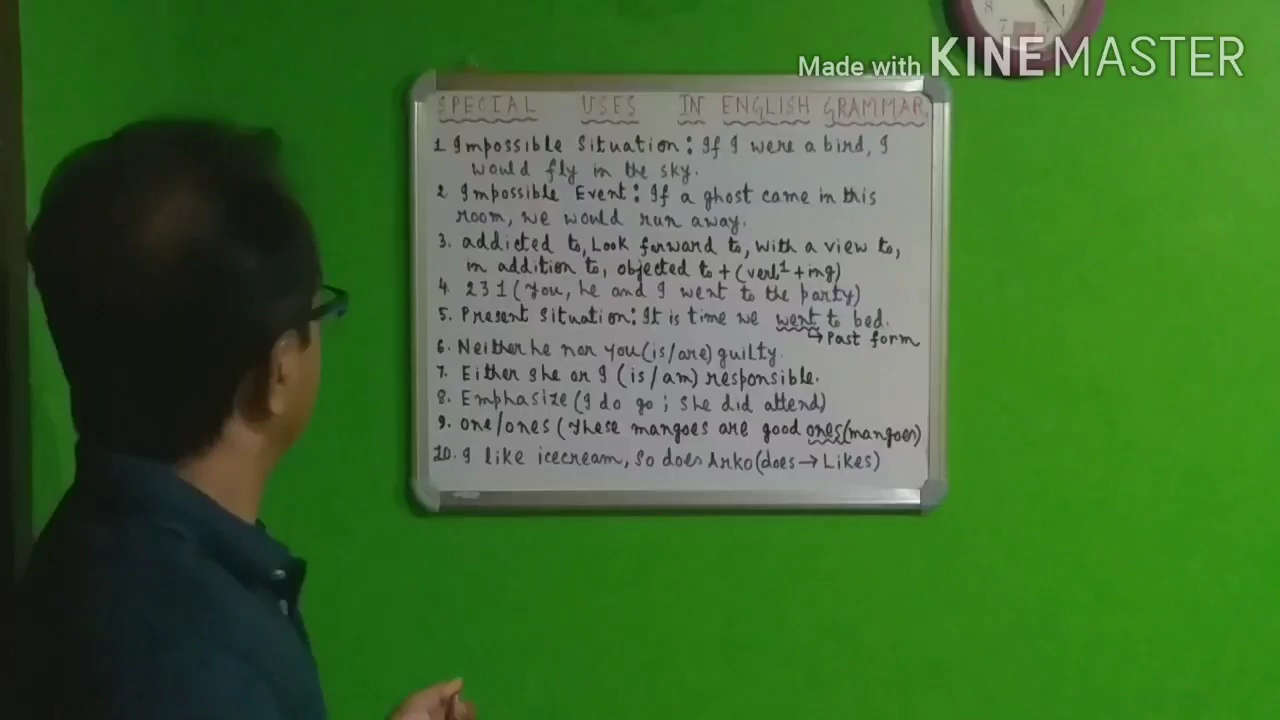 8
7
7
1
Made with KINEMASTER
SPECIAL USES IN ENGLISH GRAMMAR
1. Impossible Situation: If I were a bird, I
would fly in the sky.
2. Impossible Event: If a ghost came in this
room, we would run away.
3. addicted to, Look forward to, with a view to,
in addition to, objected to + (verb1 + ing)
4. 231 (You, he and I went to the party)
5. Present Situation: It is time we went to bed.
↳ Past form
6. Neither he nor you (is/are) guilty.
7. Either she or I (is/am) responsible.
8. Emphasize (I do go; she did attend)
9. one/ones (These mangoes are good ones(mangoes)
10. I like icecream, So does Arko (does → Likes)